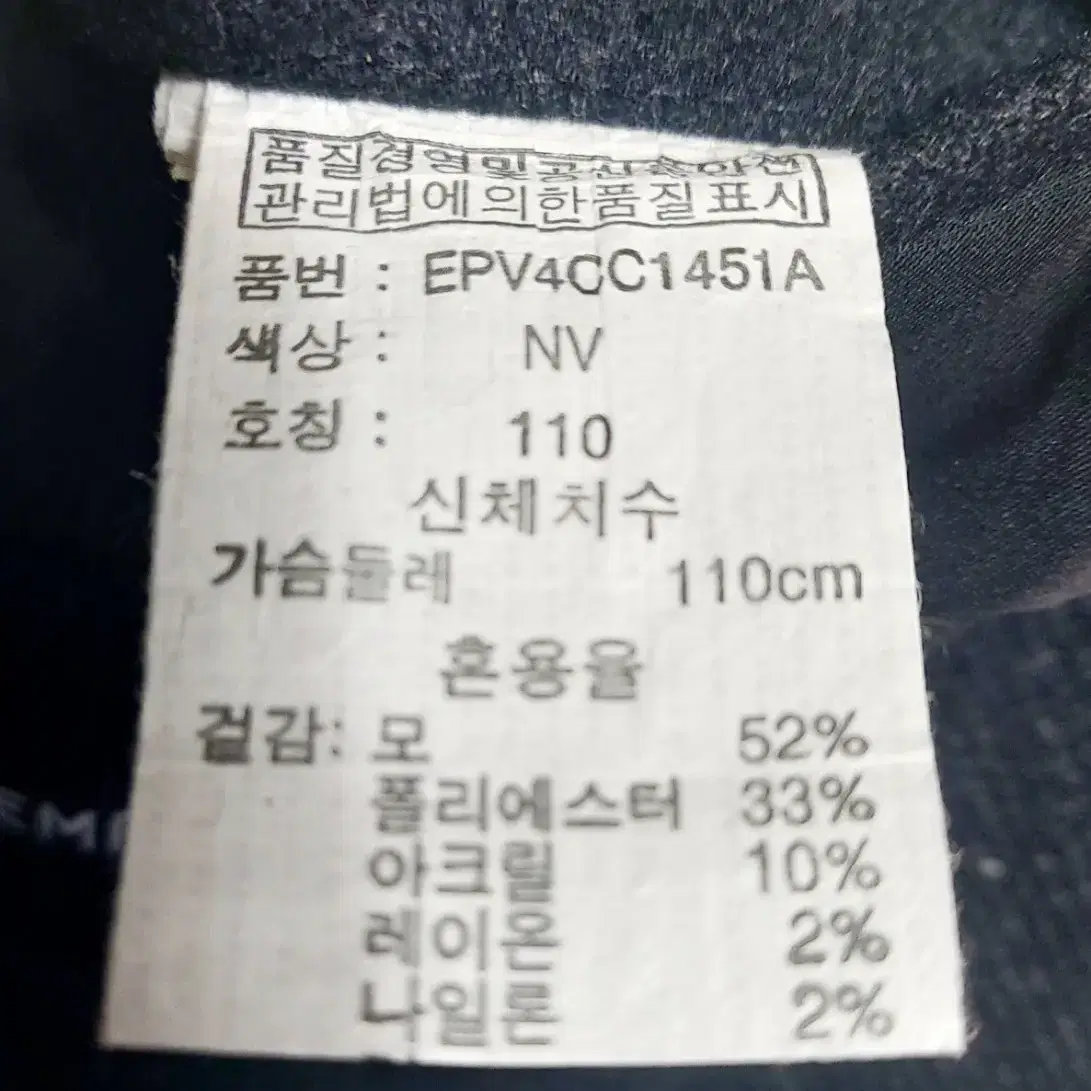 품질경영및공산품안전
관리법에의한품질표시
품번 : EPV4CC1451A
색상 : NV
호칭 : 110
신체치수
가슴둘레 110cm
혼용율
겉감: 모 52%
폴리에스터 33%
아크릴 10%
레이온 2%
나일론 2%